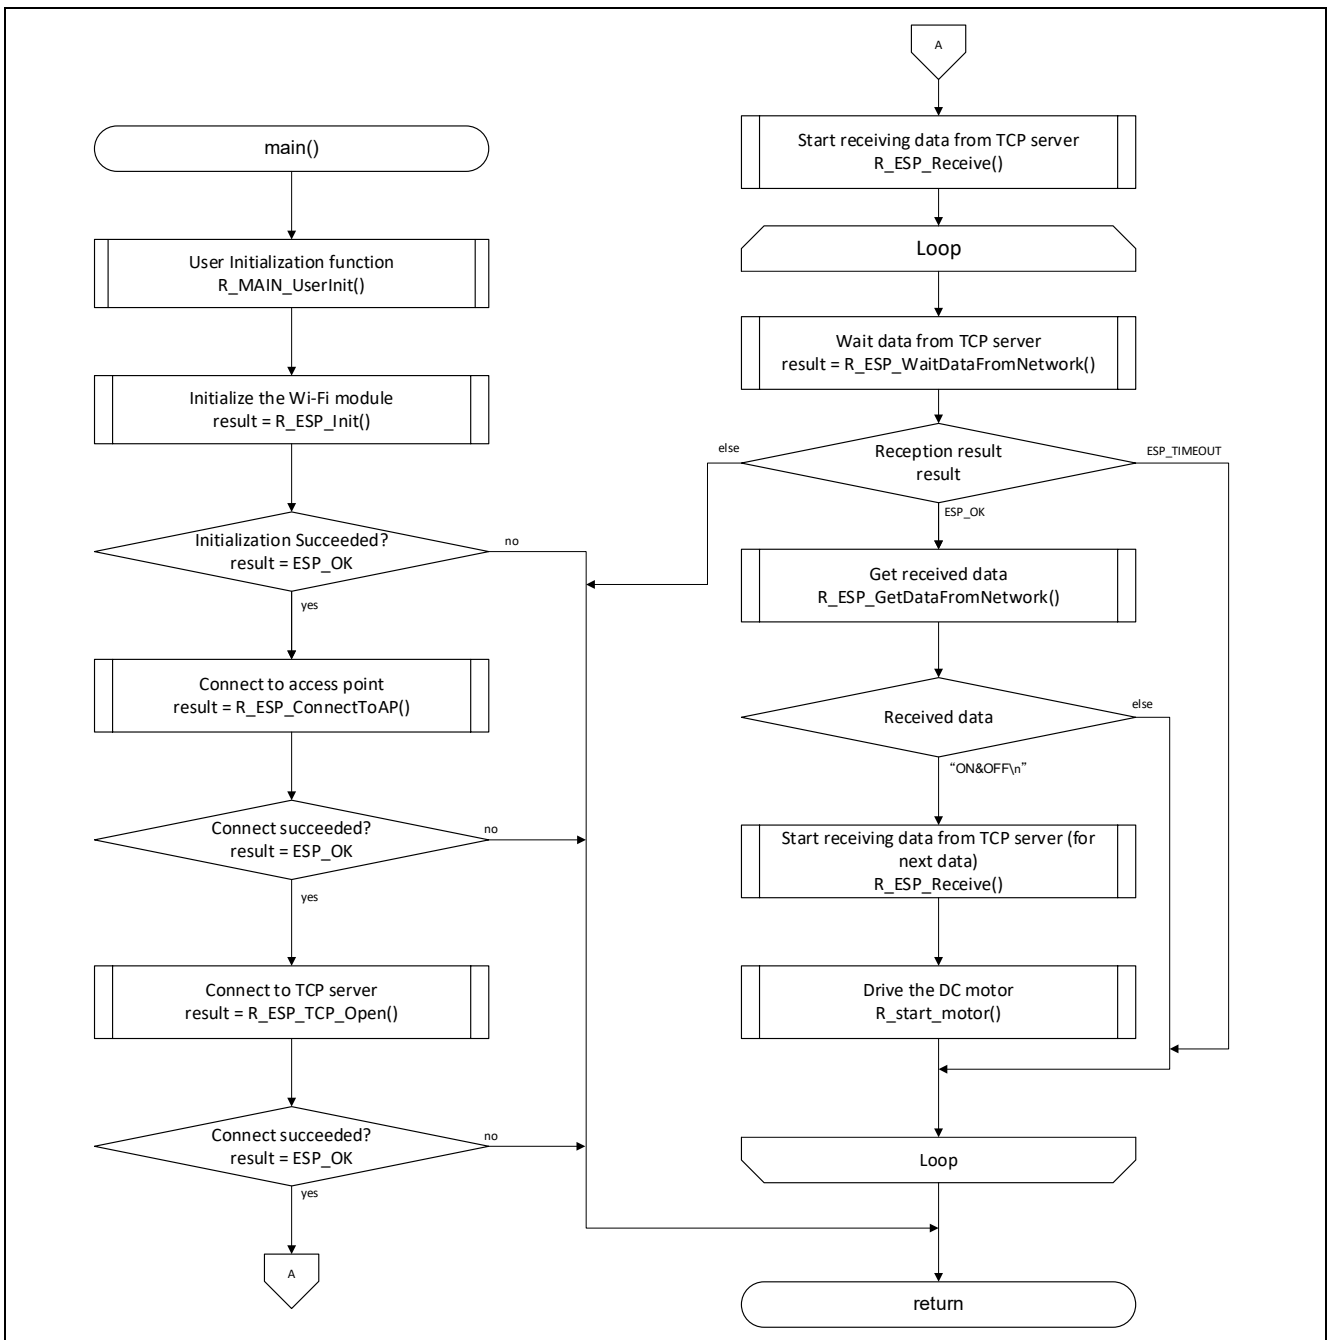 main()
User Initialization function
R_MAIN_UserInit()
Initialize the Wi-Fi module
result = R_ESP_Init()
Initialization Succeeded?
result = ESP_OK
no
yes
Connect to access point
result = R_ESP_ConnectToAP()
Connect succeeded?
result = ESP_OK
no
yes
Connect to TCP server
result = R_ESP_TCP_Open()
Connect succeeded?
result = ESP_OK
no
yes
A
A
Start receiving data from TCP server
R_ESP_Receive()
Loop
Wait data from TCP server
result = R_ESP_WaitDataFromNetwork()
else
Reception result
result
ESP_TIMEOUT
ESP_OK
Get received data
R_ESP_GetDataFromNetwork()
Received data
else
“ON&OFF\n”
Start receiving data from TCP server (for
next data)
R_ESP_Receive()
Drive the DC motor
R_start_motor()
Loop
return